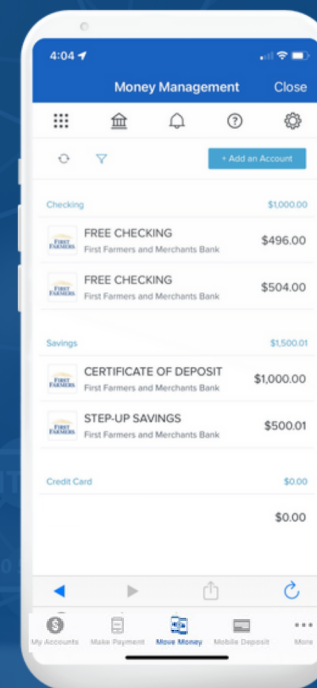 4:04
Money Management Close
?
+ Add an Account
Checking $1,000.00
FREE CHECKING
First Farmers and Merchants Bank
$496.00
FREE CHECKING
First Farmers and Merchants Bank
$504.00
Savings $1,500.01
CERTIFICATE OF DEPOSIT
First Farmers and Merchants Bank
$1,000.00
STEP-UP SAVINGS
First Farmers and Merchants Bank
$500.01
Credit Card $0.00
$0.00
My Accounts Make Payment Move Money Mobile Deposit More